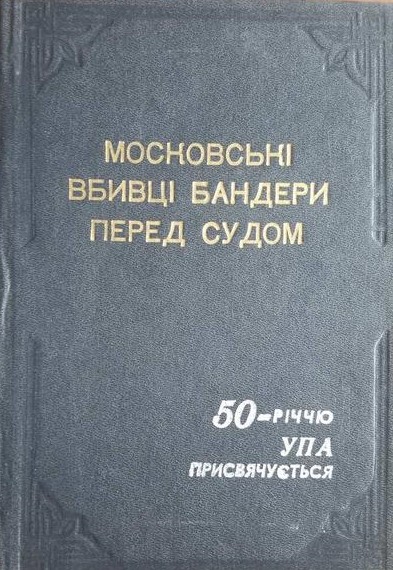 МОСКОВСЬКІ
ВБИВЦІ БАНДЕРИ
ПЕРЕД СУДОМ
50-РІЧЧЮ
УПА
ПРИСВЯЧУЄТЬСЯ